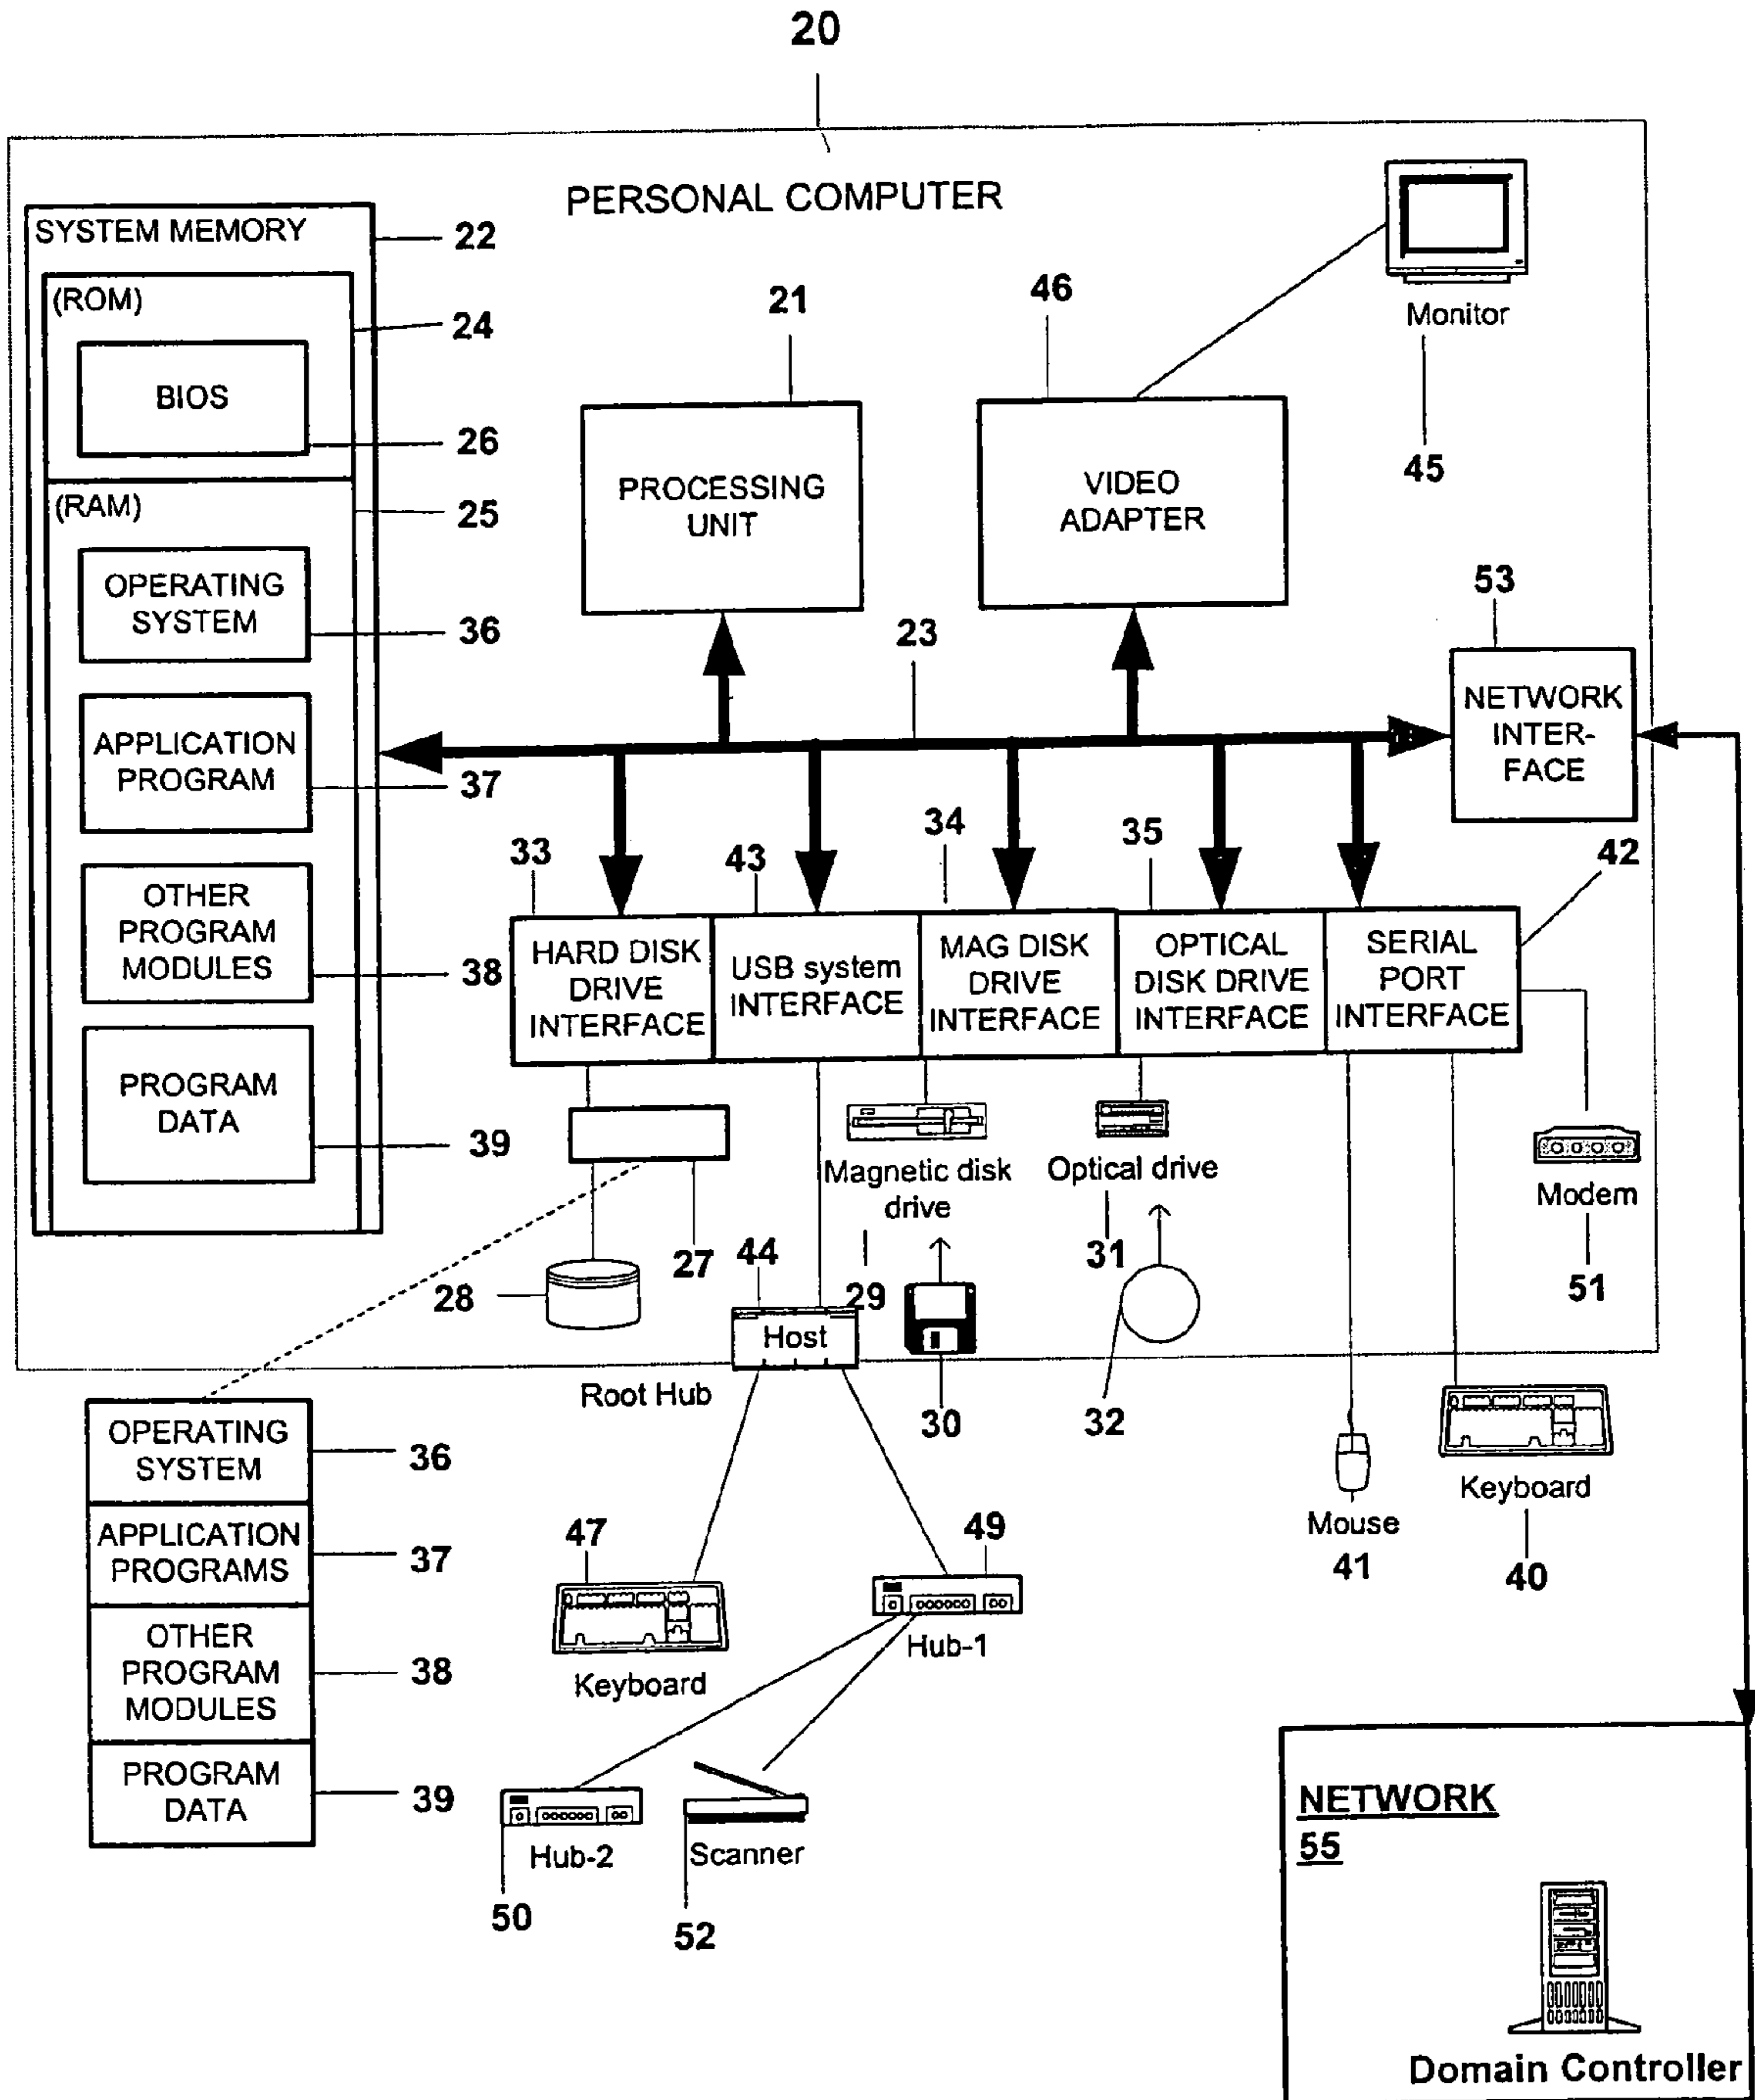 20
PERSONAL COMPUTER
SYSTEM MEMORY
22
(ROM)
24
BIOS
26
(RAM)
25
OPERATING
SYSTEM
36
APPLICATION
PROGRAM
37
OTHER
PROGRAM
MODULES
38
PROGRAM
DATA
39
21
PROCESSING
UNIT
46
VIDEO
ADAPTER
Monitor
45
23
53
NETWORK
INTER-
FACE
33
HARD DISK
DRIVE
INTERFACE
43
USB system
INTERFACE
34
MAG DISK
DRIVE
INTERFACE
35
OPTICAL
DISK DRIVE
INTERFACE
42
SERIAL
PORT
INTERFACE
27
28
44
Host
Root Hub
Magnetic disk
drive
29
30
Optical drive
31
32
Modem
51
Mouse
41
Keyboard
40
OPERATING
SYSTEM
36
APPLICATION
PROGRAMS
37
OTHER
PROGRAM
MODULES
38
PROGRAM
DATA
39
47
Keyboard
49
Hub-1
Hub-2
50
Scanner
52
NETWORK
55
Domain Controller